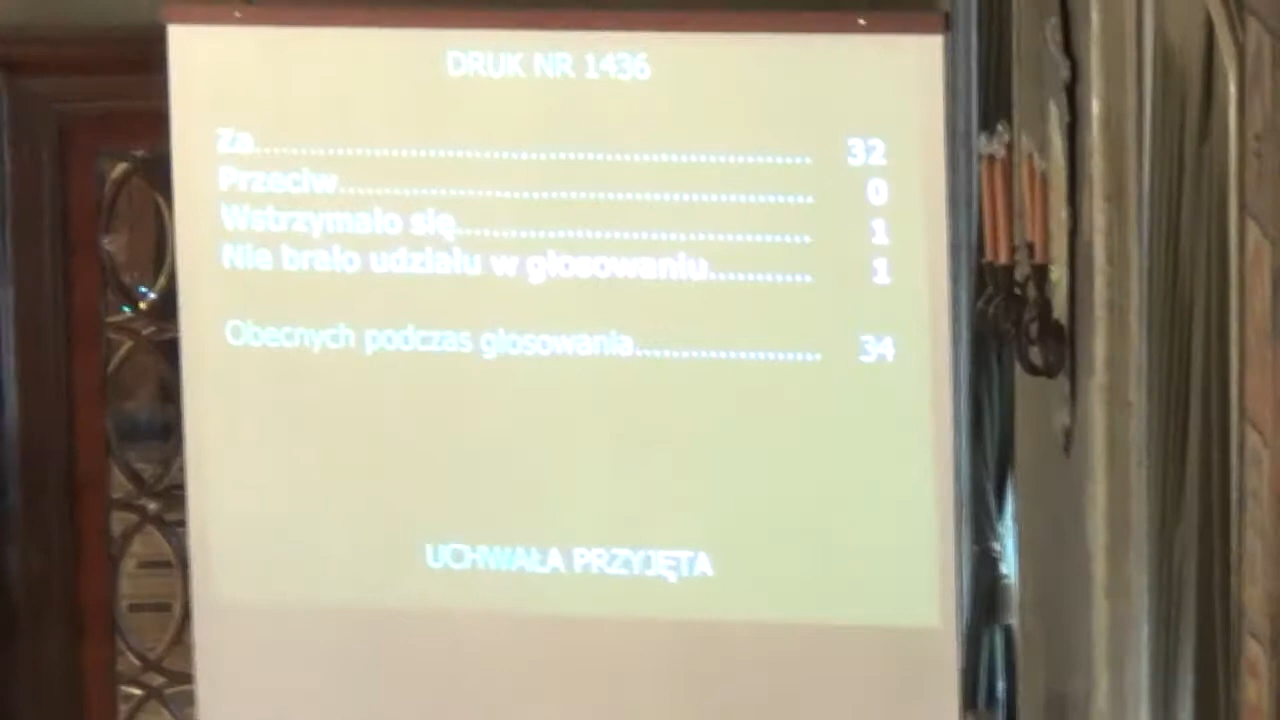 DRUK NR 1436
Za.......................................................................... 32
Przeciw................................................................ 0
Wstrzymało się.................................................. 1
Nie brało udziału w głosowaniu........... 1
Obecnych podczas głosowania...................... 34
UCHWAŁA PRZYJĘTA